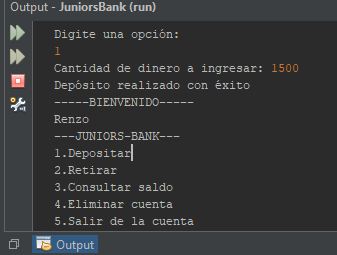 Output - JuniorsBank (run)
Digite una opción:
1
Cantidad de dinero a ingresar: 1500
Depósito realizado con éxito
-----BIENVENIDO-----
Renzo
---JUNIORS-BANK---
1.Depositar
2.Retirar
3.Consultar saldo
4.Eliminar cuenta
5.Salir de la cuenta
Output